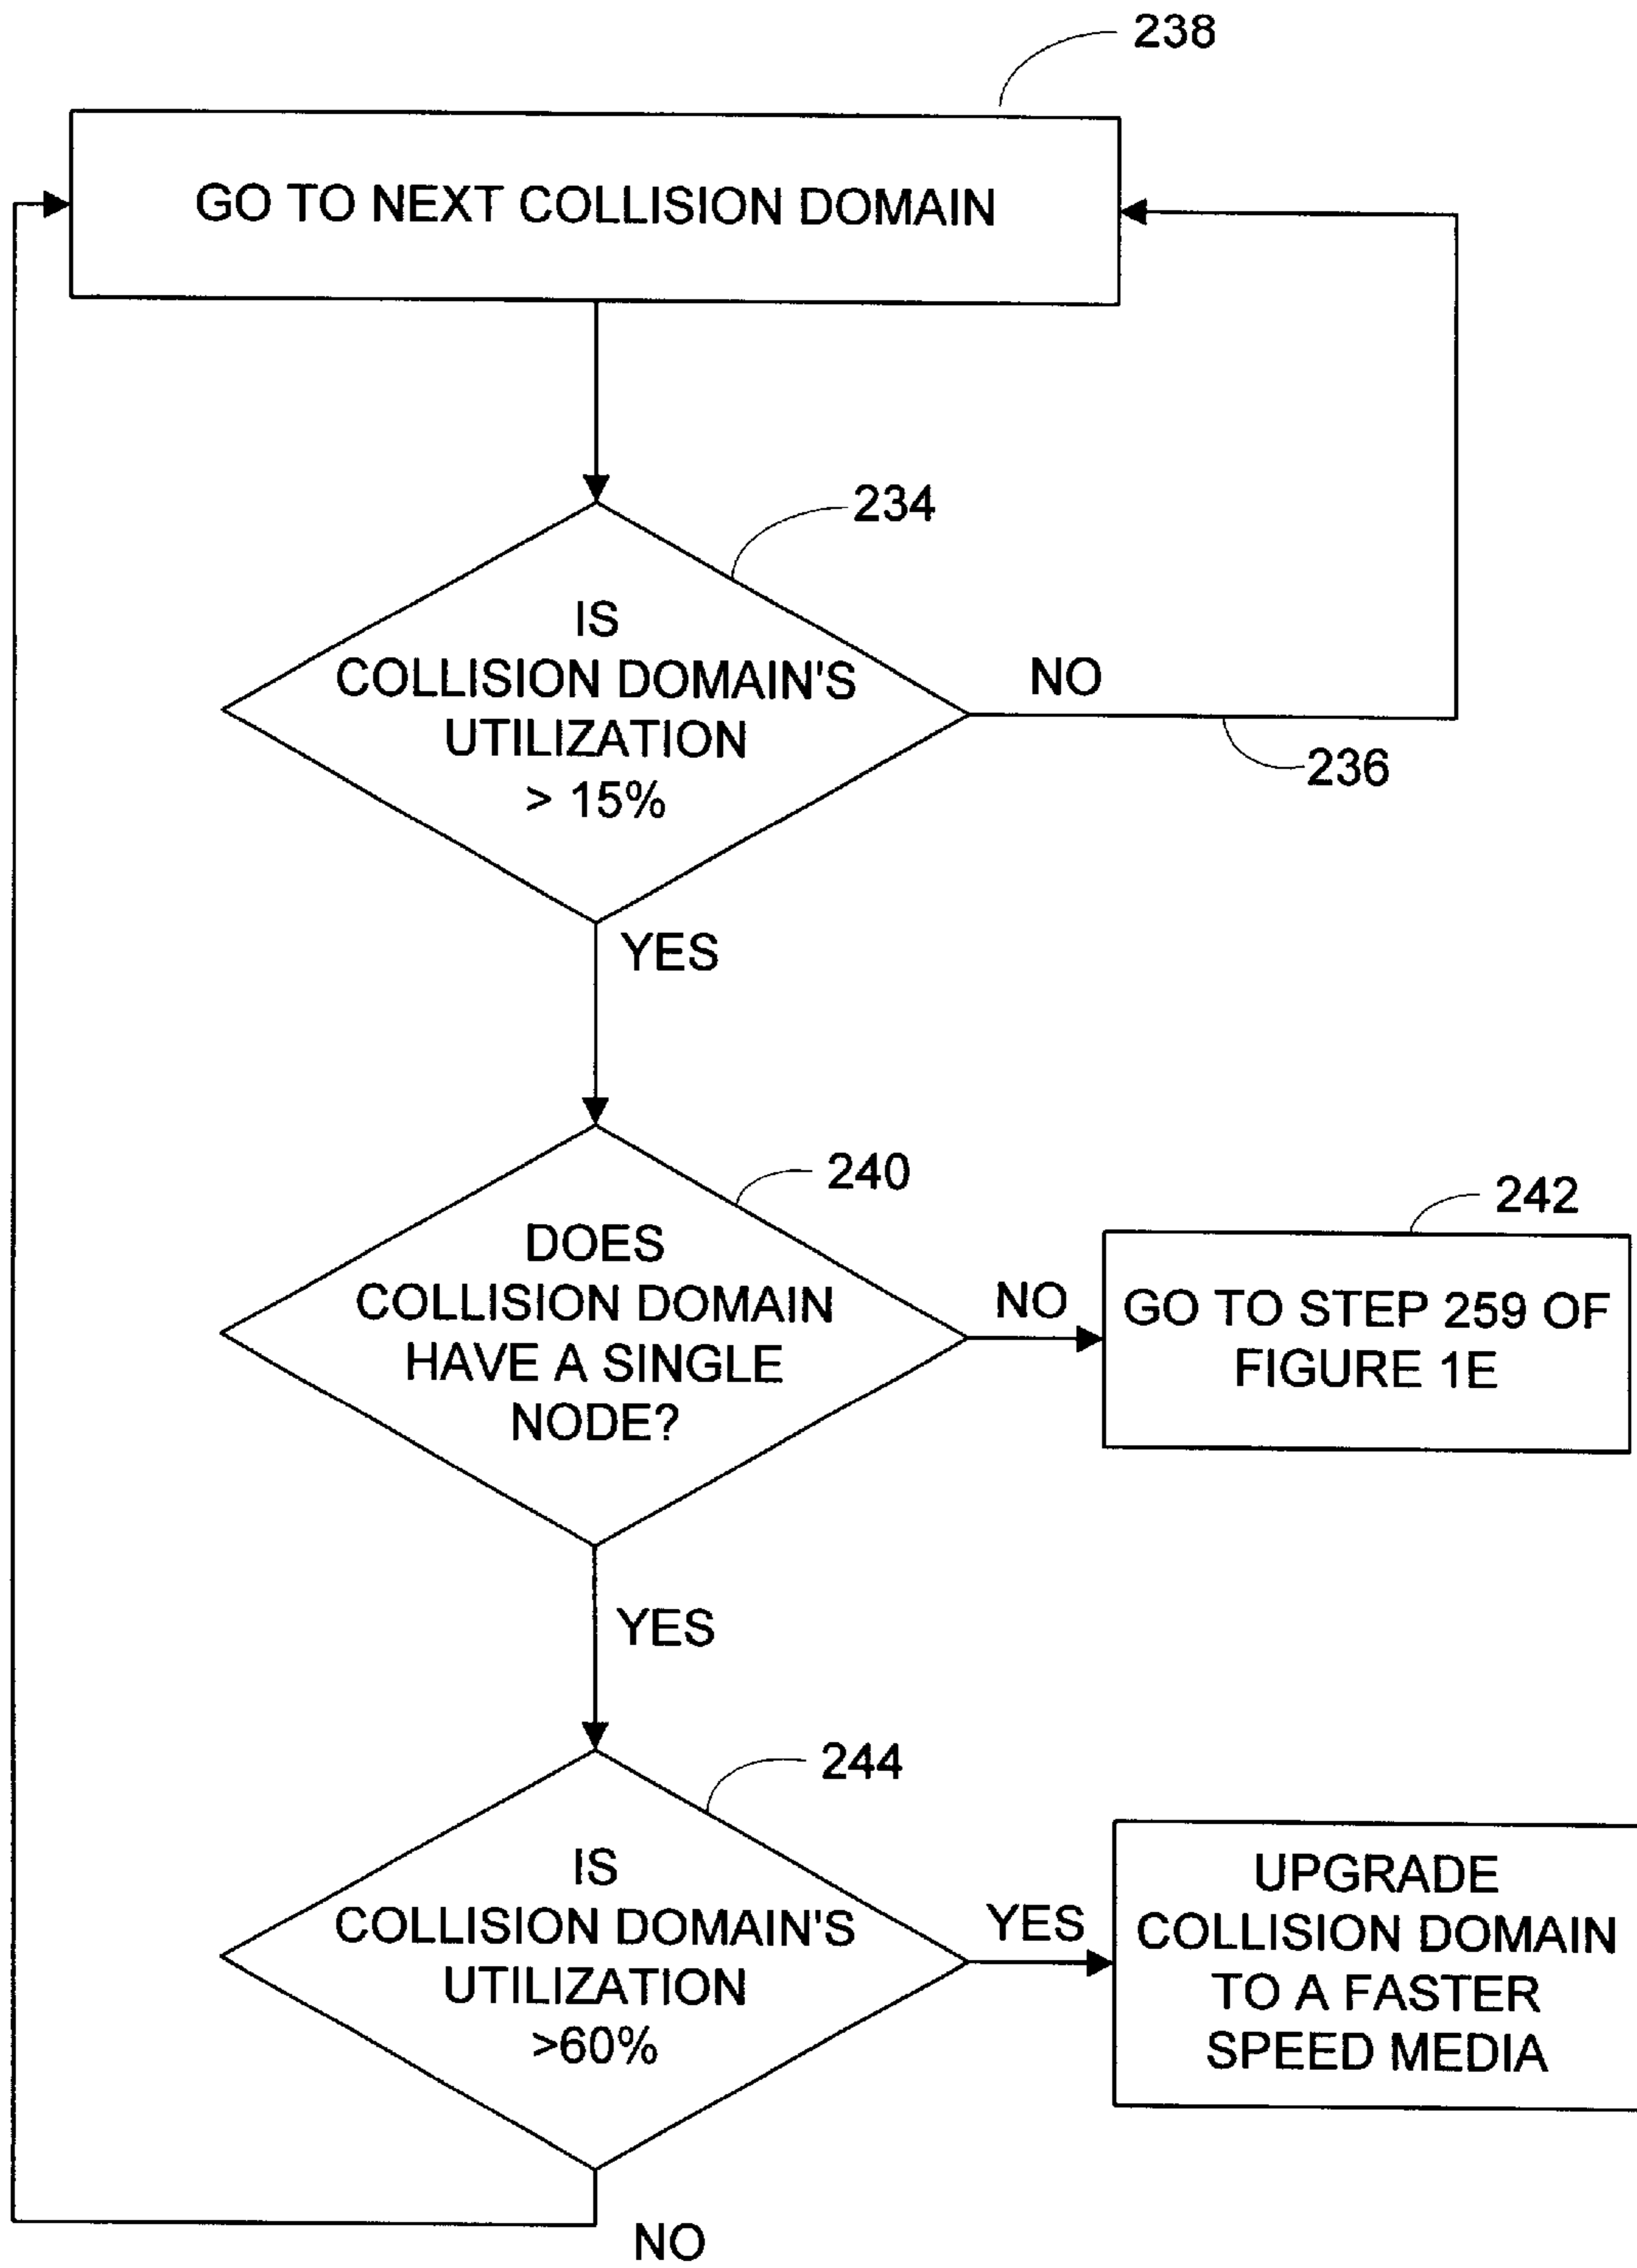 238
GO TO NEXT COLLISION DOMAIN
234
IS
COLLISION DOMAIN'S
UTILIZATION
> 15%
NO
236
YES
240
DOES
COLLISION DOMAIN
HAVE A SINGLE
NODE?
NO
242
GO TO STEP 259 OF
FIGURE 1E
YES
244
IS
COLLISION DOMAIN'S
UTILIZATION
>60%
YES
UPGRADE
COLLISION DOMAIN
TO A FASTER
SPEED MEDIA
NO